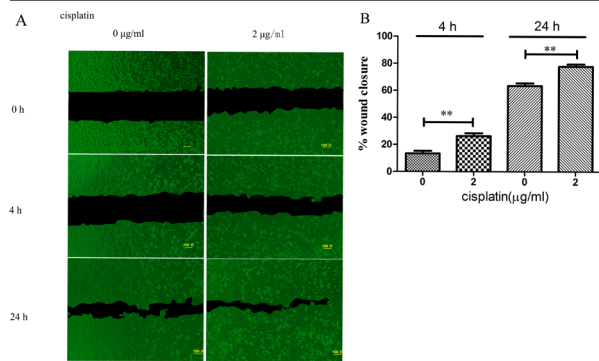 A
cisplatin
0 μg/ml
2 μg/ml
0 h
4 h
24 h
B
4 h
24 h
% wound closure
100
80
60
40
20
0
**
**
0
2
0
2
cisplatin(μg/ml)